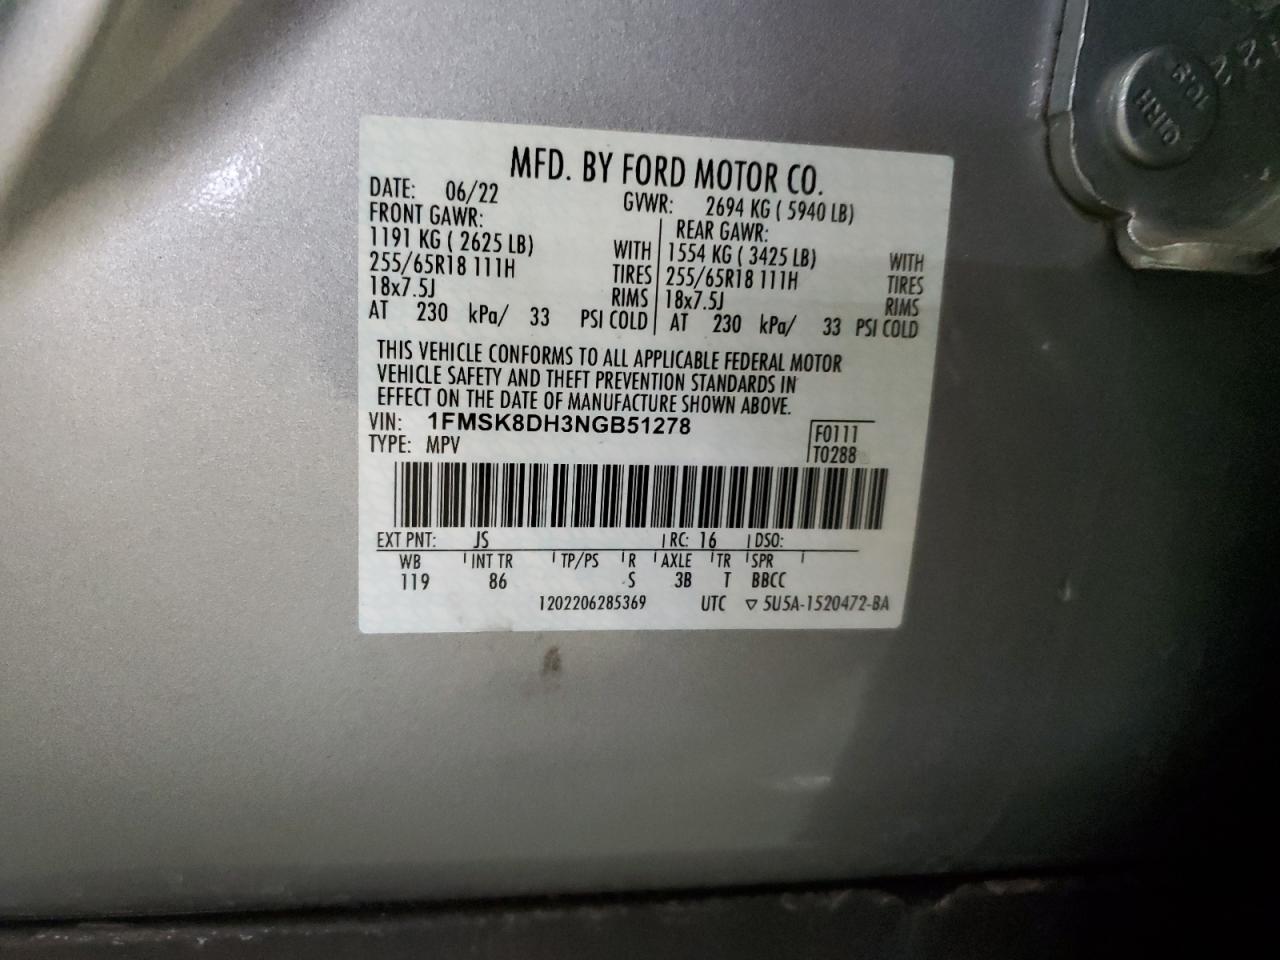 MFD. BY FORD MOTOR CO.
DATE: 06/22 GVWR: 2694 KG ( 5940 LB)
FRONT GAWR: REAR GAWR:
1191 KG ( 2625 LB) WITH 1554 KG ( 3425 LB) WITH
255/65R18 111H TIRES 255/65R18 111H TIRES
18x7.5J RIMS 18x7.5J RIMS
AT 230 kPa/ 33 PSI COLD AT 230 kPa/ 33 PSI COLD
THIS VEHICLE CONFORMS TO ALL APPLICABLE FEDERAL MOTOR
VEHICLE SAFETY AND THEFT PREVENTION STANDARDS IN
EFFECT ON THE DATE OF MANUFACTURE SHOWN ABOVE.
VIN: 1FMSK8DH3NGB51278 F0111
TYPE: MPV T0288
EXT PNT: JS RC: 16 DSO:
WB INT TR TP/PS R AXLE TR SPR
119 86 S 3B T BBCC
1202206285369 UTC ▽ 5U5A-1520472-BA
10.9